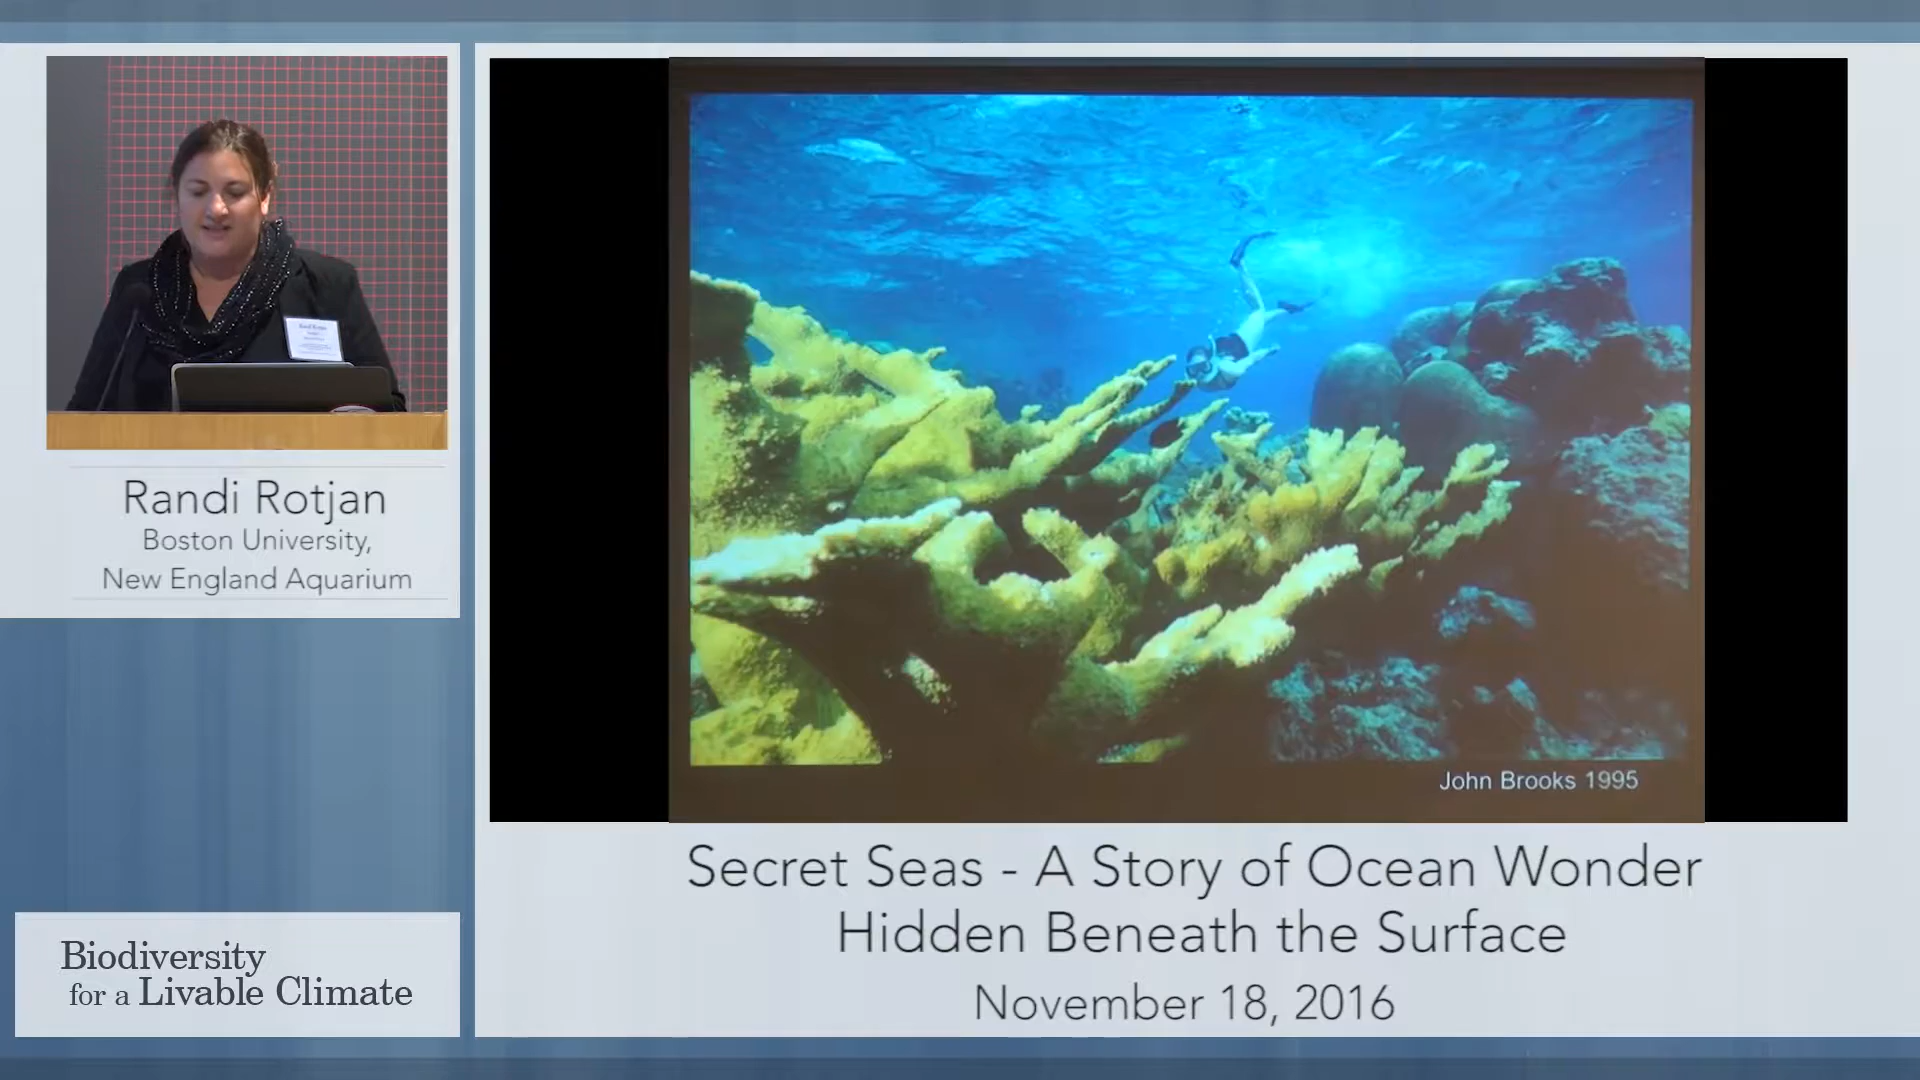 Randi Rotjan
Boston University,
New England Aquarium
John Brooks 1995
Secret Seas - A Story of Ocean Wonder
Hidden Beneath the Surface
November 18, 2016
Biodiversity
for a Livable Climate